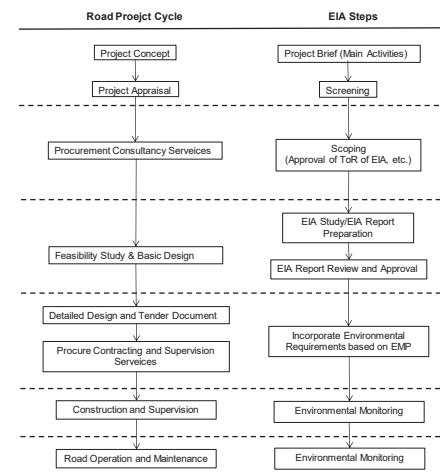 Road Proejct Cycle
EIA Steps
Project Concept
Project Brief (Main Activities)
Project Appraisal
Screening
Procurement Consultancy Serveices
Scoping
(Approval of ToR of EIA, etc.)
EIA Study/EIA Report
Preparation
Feasibility Study & Basic Design
EIA Report Review and Approval
Detailed Design and Tender Document
Procure Contracting and Supervision
Serveices
Incorporate Environmental
Requirements based on EMP
Construction and Supervision
Environmental Monitoring
Road Operation and Maintenance
Environmental Monitoring